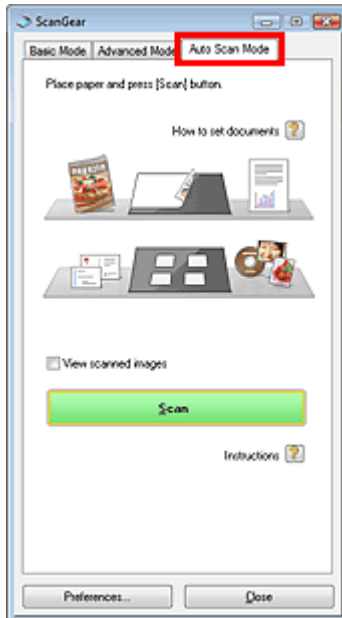 ScanGear
Basic Mode Advanced Mode Auto Scan Mode
Place paper and press [Scan] button.
How to set documents
View scanned images
Scan
Instructions
Preferences... Close